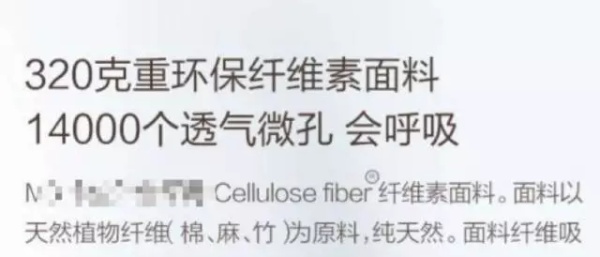 320克重环保纤维素面料
14000个透气微孔 会呼吸
Cellulose fiber®纤维素面料。面料以
天然植物纤维(棉、麻、竹)为原料,纯天然。面料纤维吸